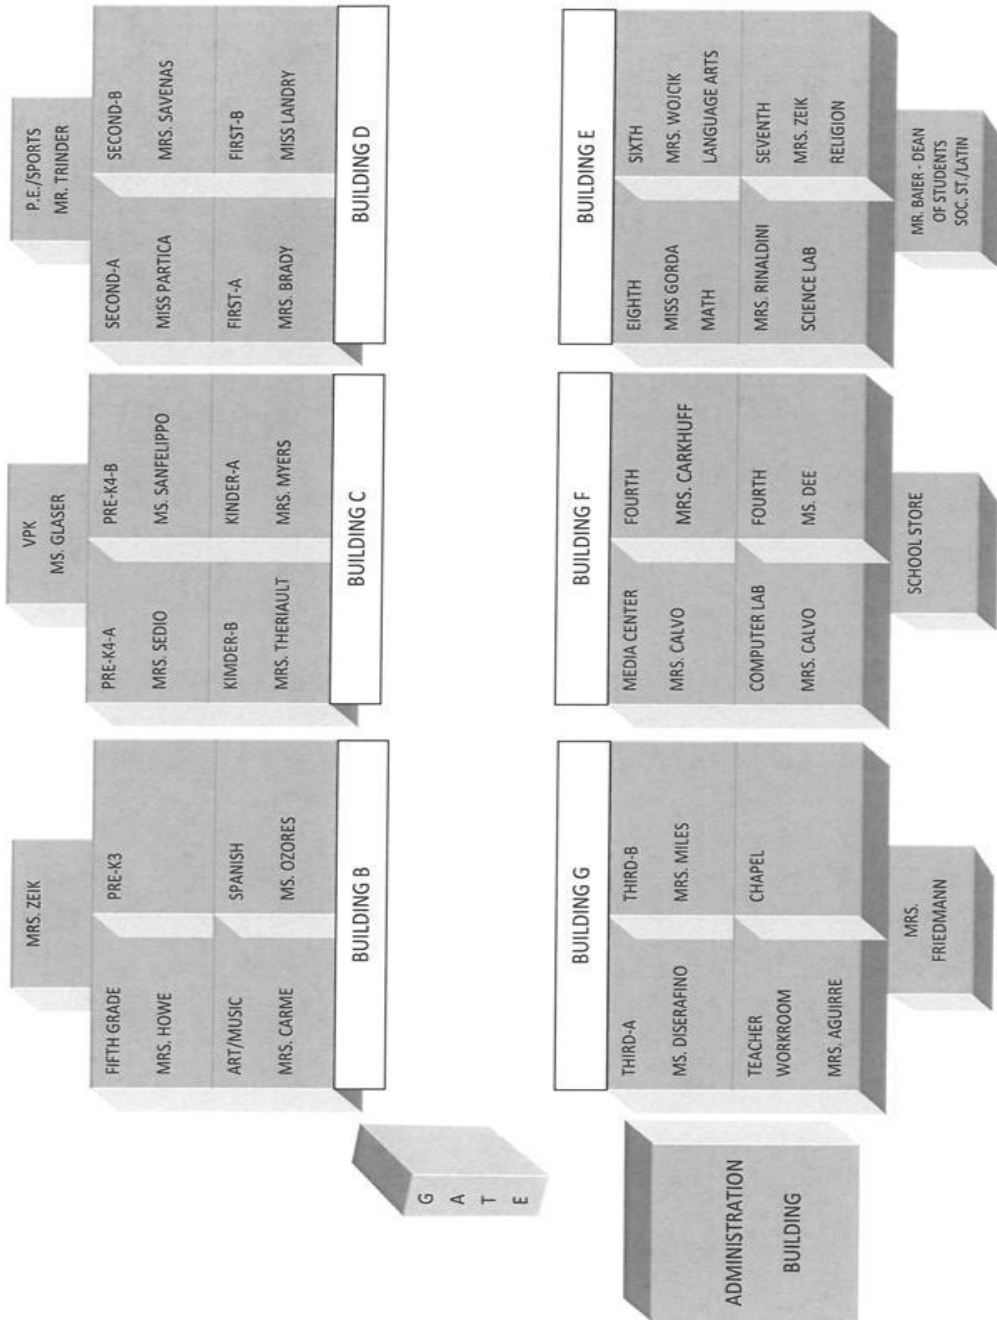 MRS. ZEIK
FIFTH GRADE
MRS. HOWE
PRE-K3
ART/MUSIC
MRS. CARME
SPANISH
MS. OZORES
BUILDING B
VPK
MS. GLASER
PRE-K4-A
MRS. SEDIO
PRE-K4-B
MS. SANFELIPPO
KIMDER-B
MRS. THERIAULT
KINDER-A
MRS. MYERS
BUILDING C
P.E./SPORTS
MR. TRINDER
SECOND-A
MISS PARTICA
SECOND-B
MRS. SAVENAS
FIRST-A
MRS. BRADY
FIRST-B
MISS LANDRY
BUILDING D
GATE
ADMINISTRATION
BUILDING
BUILDING G
THIRD-A
MS. DISERAFINO
THIRD-B
MRS. MILES
TEACHER
WORKROOM
MRS. AGUIRRE
CHAPEL
MRS.
FRIEDMANN
BUILDING F
MEDIA CENTER
MRS. CALVO
FOURTH
MRS. CARKHUFF
COMPUTER LAB
MRS. CALVO
FOURTH
MS. DEE
SCHOOL STORE
BUILDING E
EIGHTH
MISS GORDA
MATH
SIXTH
MRS. WOJCIK
LANGUAGE ARTS
MRS. RINALDINI
SCIENCE LAB
SEVENTH
MRS. ZEIK
RELIGION
MR. BAIER - DEAN
OF STUDENTS
SOC. ST./LATIN